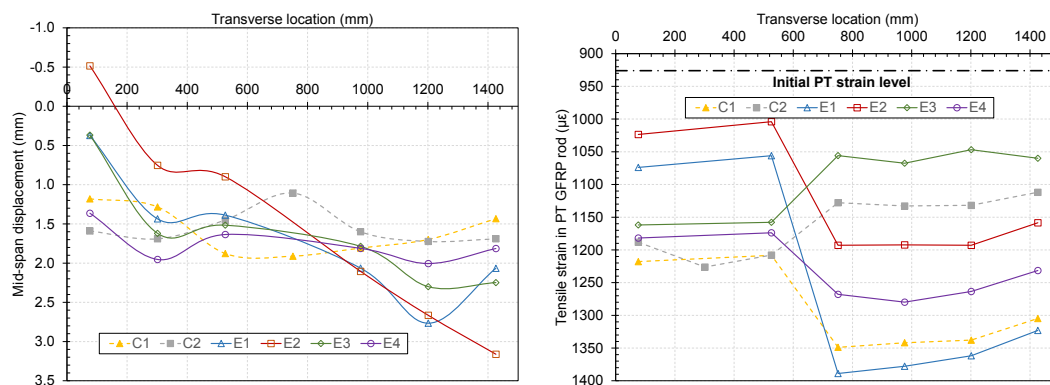 Transverse location (mm)
-1.0
-0.5
0.0
0 200 400 600 800 1000 1200 1400
0.5
1.0
1.5
2.0
2.5
3.0
3.5
Mid-span displacement (mm)
C1 C2 E1 E2 E3 E4
Transverse location (mm)
0 200 400 600 800 1000 1200 1400
900
950
1000
1050
1100
1150
1200
1250
1300
1350
1400
Tensile strain in PT GFRP rod (με)
Initial PT strain level
C1 C2 E1 E2 E3 E4